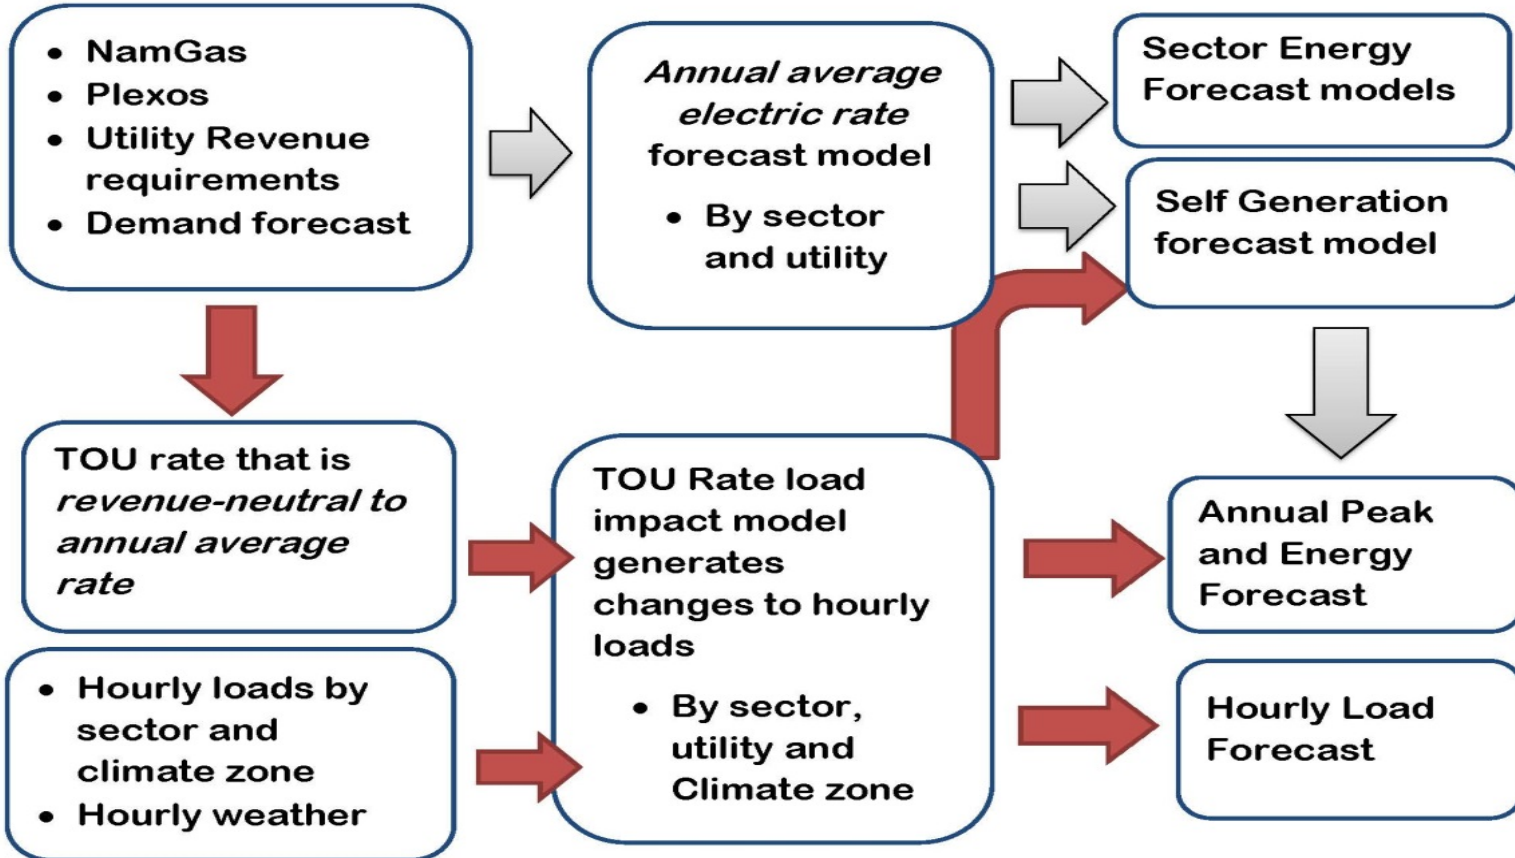 • NamGas
• Plexos
• Utility Revenue
requirements
• Demand forecast
Annual average
electric rate
forecast model
• By sector
and utility
Sector Energy
Forecast models
Self Generation
forecast model
TOU rate that is
revenue-neutral to
annual average
rate
• Hourly loads by
sector and
climate zone
• Hourly weather
TOU Rate load
impact model
generates
changes to hourly
loads
• By sector,
utility and
Climate zone
Annual Peak
and Energy
Forecast
Hourly Load
Forecast